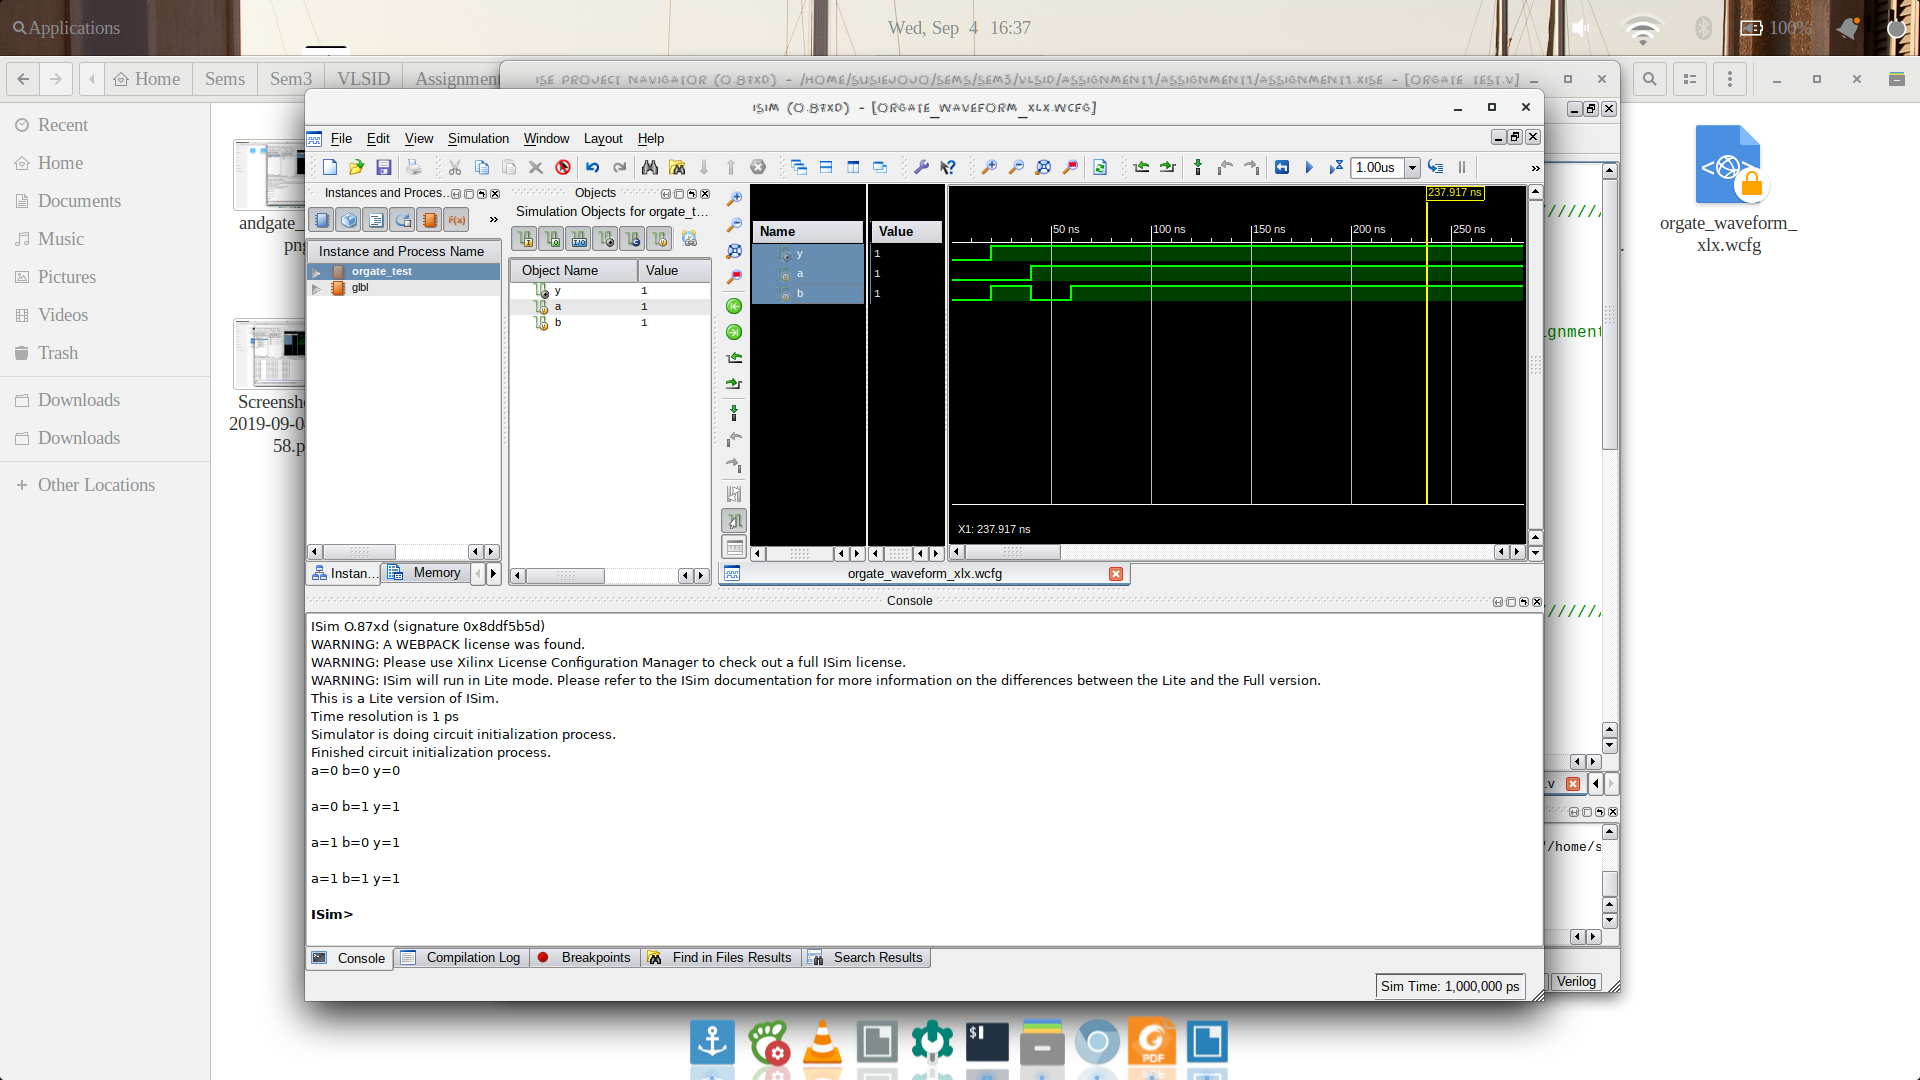 Applications
Wed, Sep 4 16:37
100%
Home
Sems
Sem3
VLSID
Assignment
ISE PROJECT NAVIGATOR (O.87XD) - /HOME/SUSIEJOJO/SEMS/SEM3/VLSID/ASSIGNMENT1/ASSIGNMENT1/ASSIGNMENT1.XISE - [ORGATE_TEST.V]
ISIM (O.87XD) - [ORGATE_WAVEFORM_XLX.WCFG]
Recent
Home
Documents
Music
Pictures
Videos
Trash
Downloads
Downloads
Other Locations
andgate_
png
Screensh
2019-09-0
58.p
File Edit View Simulation Window Layout Help
1.00us
Instances and Proces..
Instance and Process Name
orgate_test
glbl
Instan...
Memory
Objects
Simulation Objects for orgate_t...
Object Name Value
y 1
a 1
b 1
Name Value
y 1
a 1
b 1
237.917 ns
50 ns 100 ns 150 ns 200 ns 250 ns
X1: 237.917 ns
orgate_waveform_xlx.wcfg
Console
ISim O.87xd (signature 0x8ddf5b5d)
WARNING: A WEBPACK license was found.
WARNING: Please use Xilinx License Configuration Manager to check out a full ISim license.
WARNING: ISim will run in Lite mode. Please refer to the ISim documentation for more information on the differences between the Lite and the Full version.
This is a Lite version of ISim.
Time resolution is 1 ps
Simulator is doing circuit initialization process.
Finished circuit initialization process.
a=0 b=0 y=0
a=0 b=1 y=1
a=1 b=0 y=1
a=1 b=1 y=1
ISim>
Console
Compilation Log
Breakpoints
Find in Files Results
Search Results
Sim Time: 1,000,000 ps
//////
ignment
//////
.v
/home/s
Verilog
orgate_waveform_
xlx.wcfg
F(x)
$
PDF